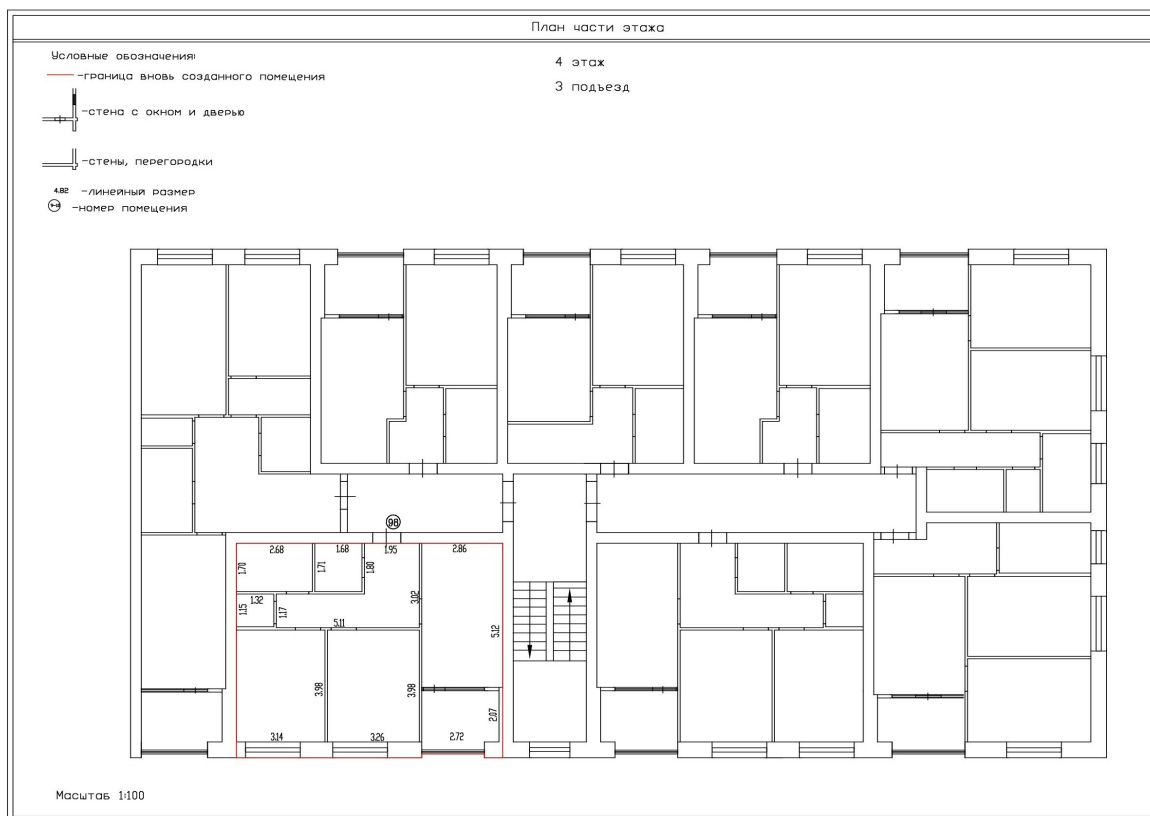 План части этажа
Условные обозначения:
4 этаж
-граница вновь созданного помещения
3 подъезд
-стена с окном и дверью
-стены, перегородки
4.82 -линейный размер
-номер помещения
98
2.68 1.68 1.95 2.86
1.70 1.71 1.80
1.15 1.32 1.17 3.02
5.11 5.12
3.98 3.98
2.07
3.14 3.26 2.72
Масштаб 1:100